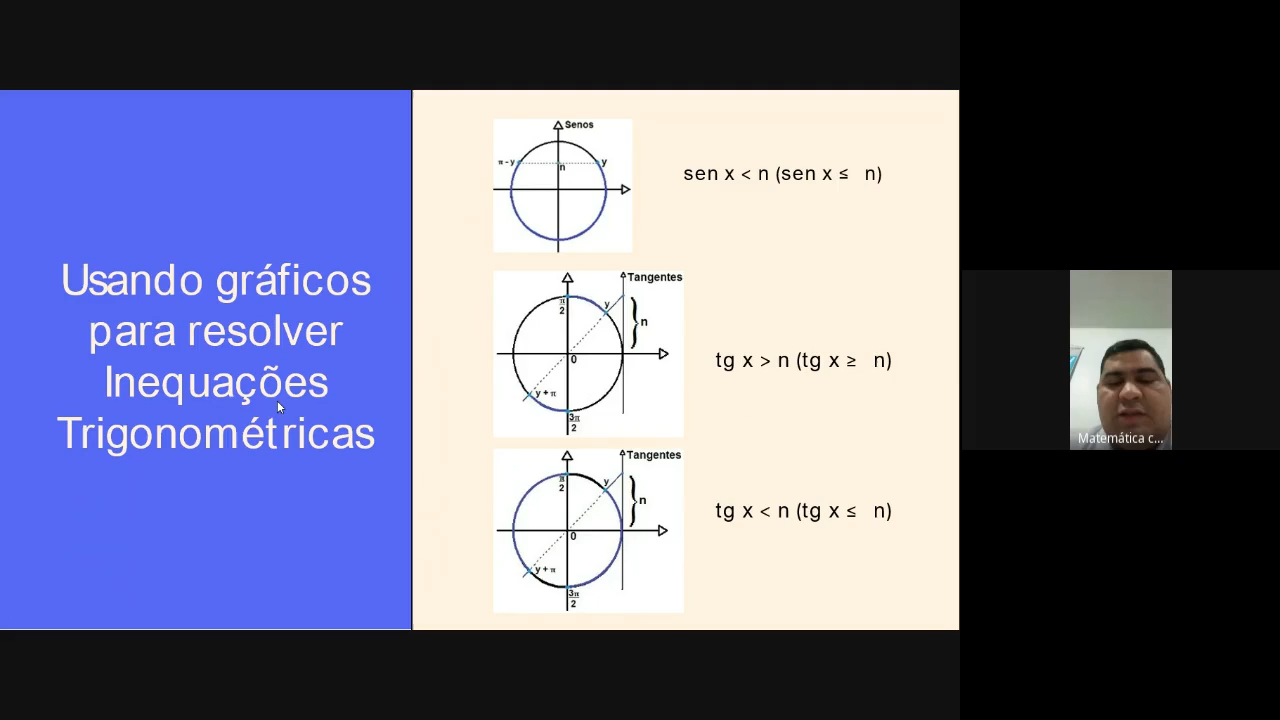 Usando gráficos
para resolver
Inequações
Trigonométricas
Senos
π - y
y
n
sen x < n (sen x ≤ n)
Tangentes
π
2
y
n
0
y + π
3π
2
tg x > n (tg x ≥ n)
Tangentes
π
2
y
n
0
y + π
3π
2
tg x < n (tg x ≤ n)
Matemática c...